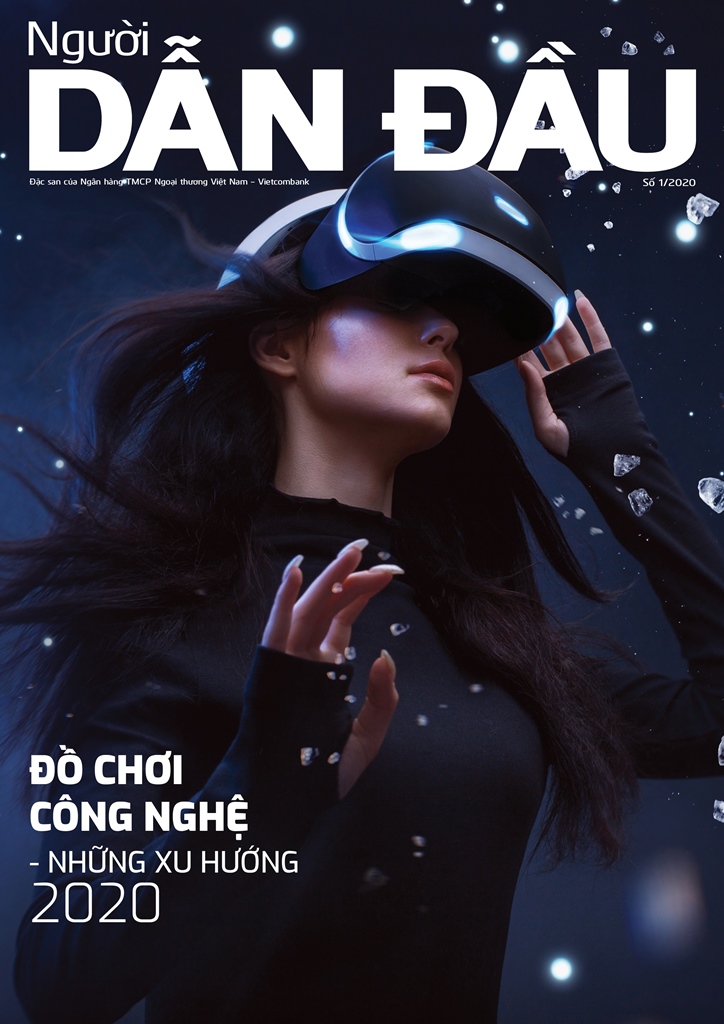 Người
DẪN ĐẦU
Đặc san của Ngân hàng TMCP Ngoại thương Việt Nam – Vietcombank
Số 1/2020
ĐỒ CHƠI
CÔNG NGHỆ
- NHỮNG XU HƯỚNG
2020